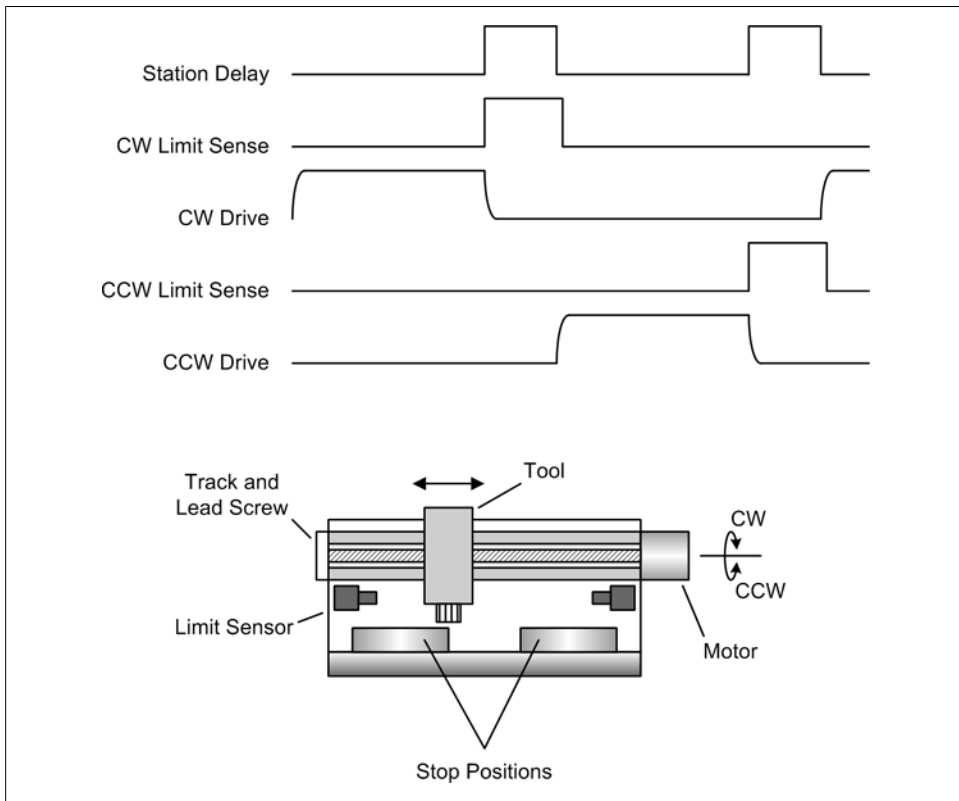 Station Delay
CW Limit Sense
CW Drive
CCW Limit Sense
CCW Drive
Track and
Lead Screw
Tool
CW
CCW
Limit Sensor
Motor
Stop Positions